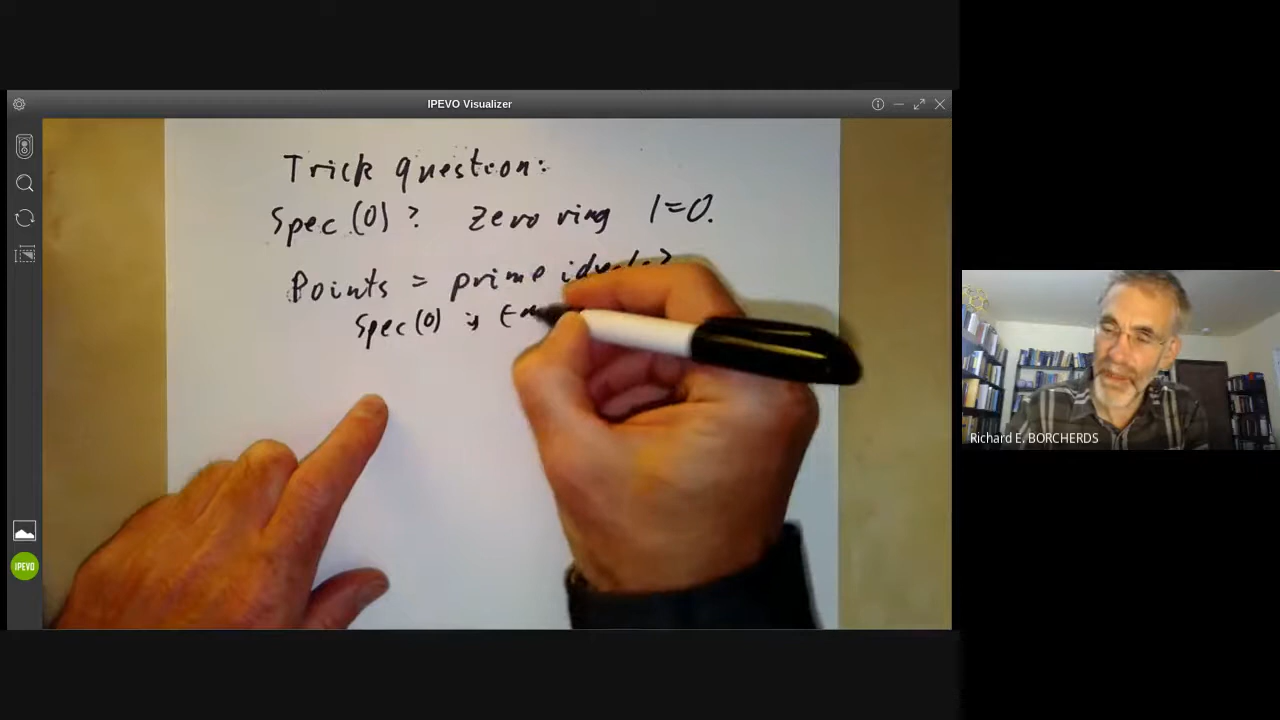 IPEVO Visualizer
Trick question:
Spec (0) ? zero ring 1=0.
Points = prime
Spec (0) is
Richard E. BORCHERDS
IPEVO